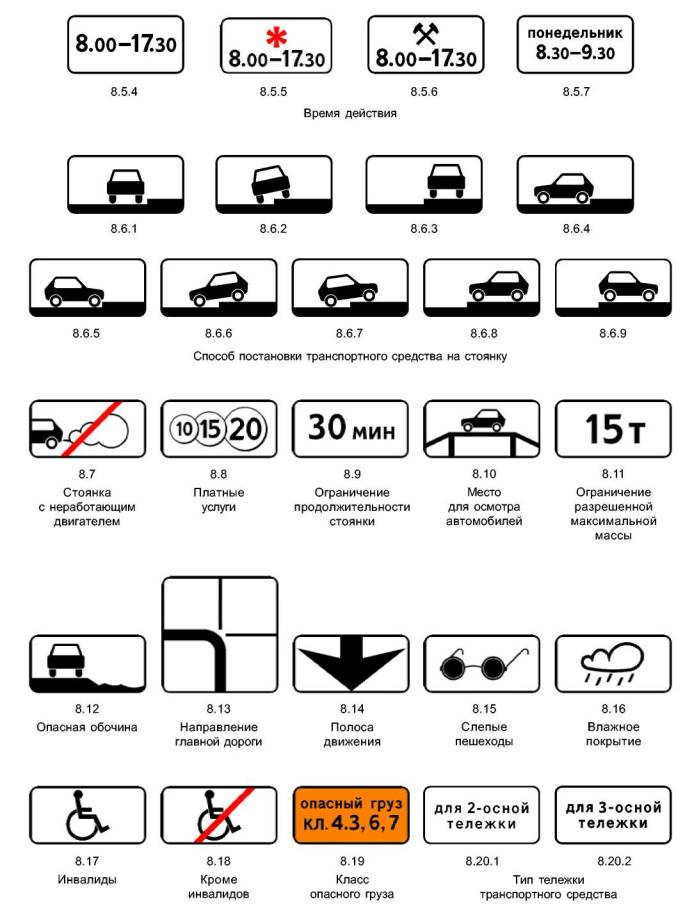 8.00–17.30
8.00–17.30
8.00–17.30
понедельник
8.30–9.30
8.5.4
8.5.5
8.5.6
8.5.7
Время действия
8.6.1
8.6.2
8.6.3
8.6.4
8.6.5
8.6.6
8.6.7
8.6.8
8.6.9
Способ постановки транспортного средства на стоянку
10 15 20
30 мин
15 т
8.7
Стоянка
с неработающим
двигателем
8.8
Платные
услуги
8.9
Ограничение
продолжительности
стоянки
8.10
Место
для осмотра
автомобилей
8.11
Ограничение
разрешенной
максимальной
массы
8.12
Опасная обочина
8.13
Направление
главной дороги
8.14
Полоса
движения
8.15
Слепые
пешеходы
8.16
Влажное
покрытие
опасный груз
кл. 4.3, 6, 7
для 2-осной
тележки
для 3-осной
тележки
8.17
Инвалиды
8.18
Кроме
инвалидов
8.19
Класс
опасного груза
8.20.1
8.20.2
Тип тележки
транспортного средства